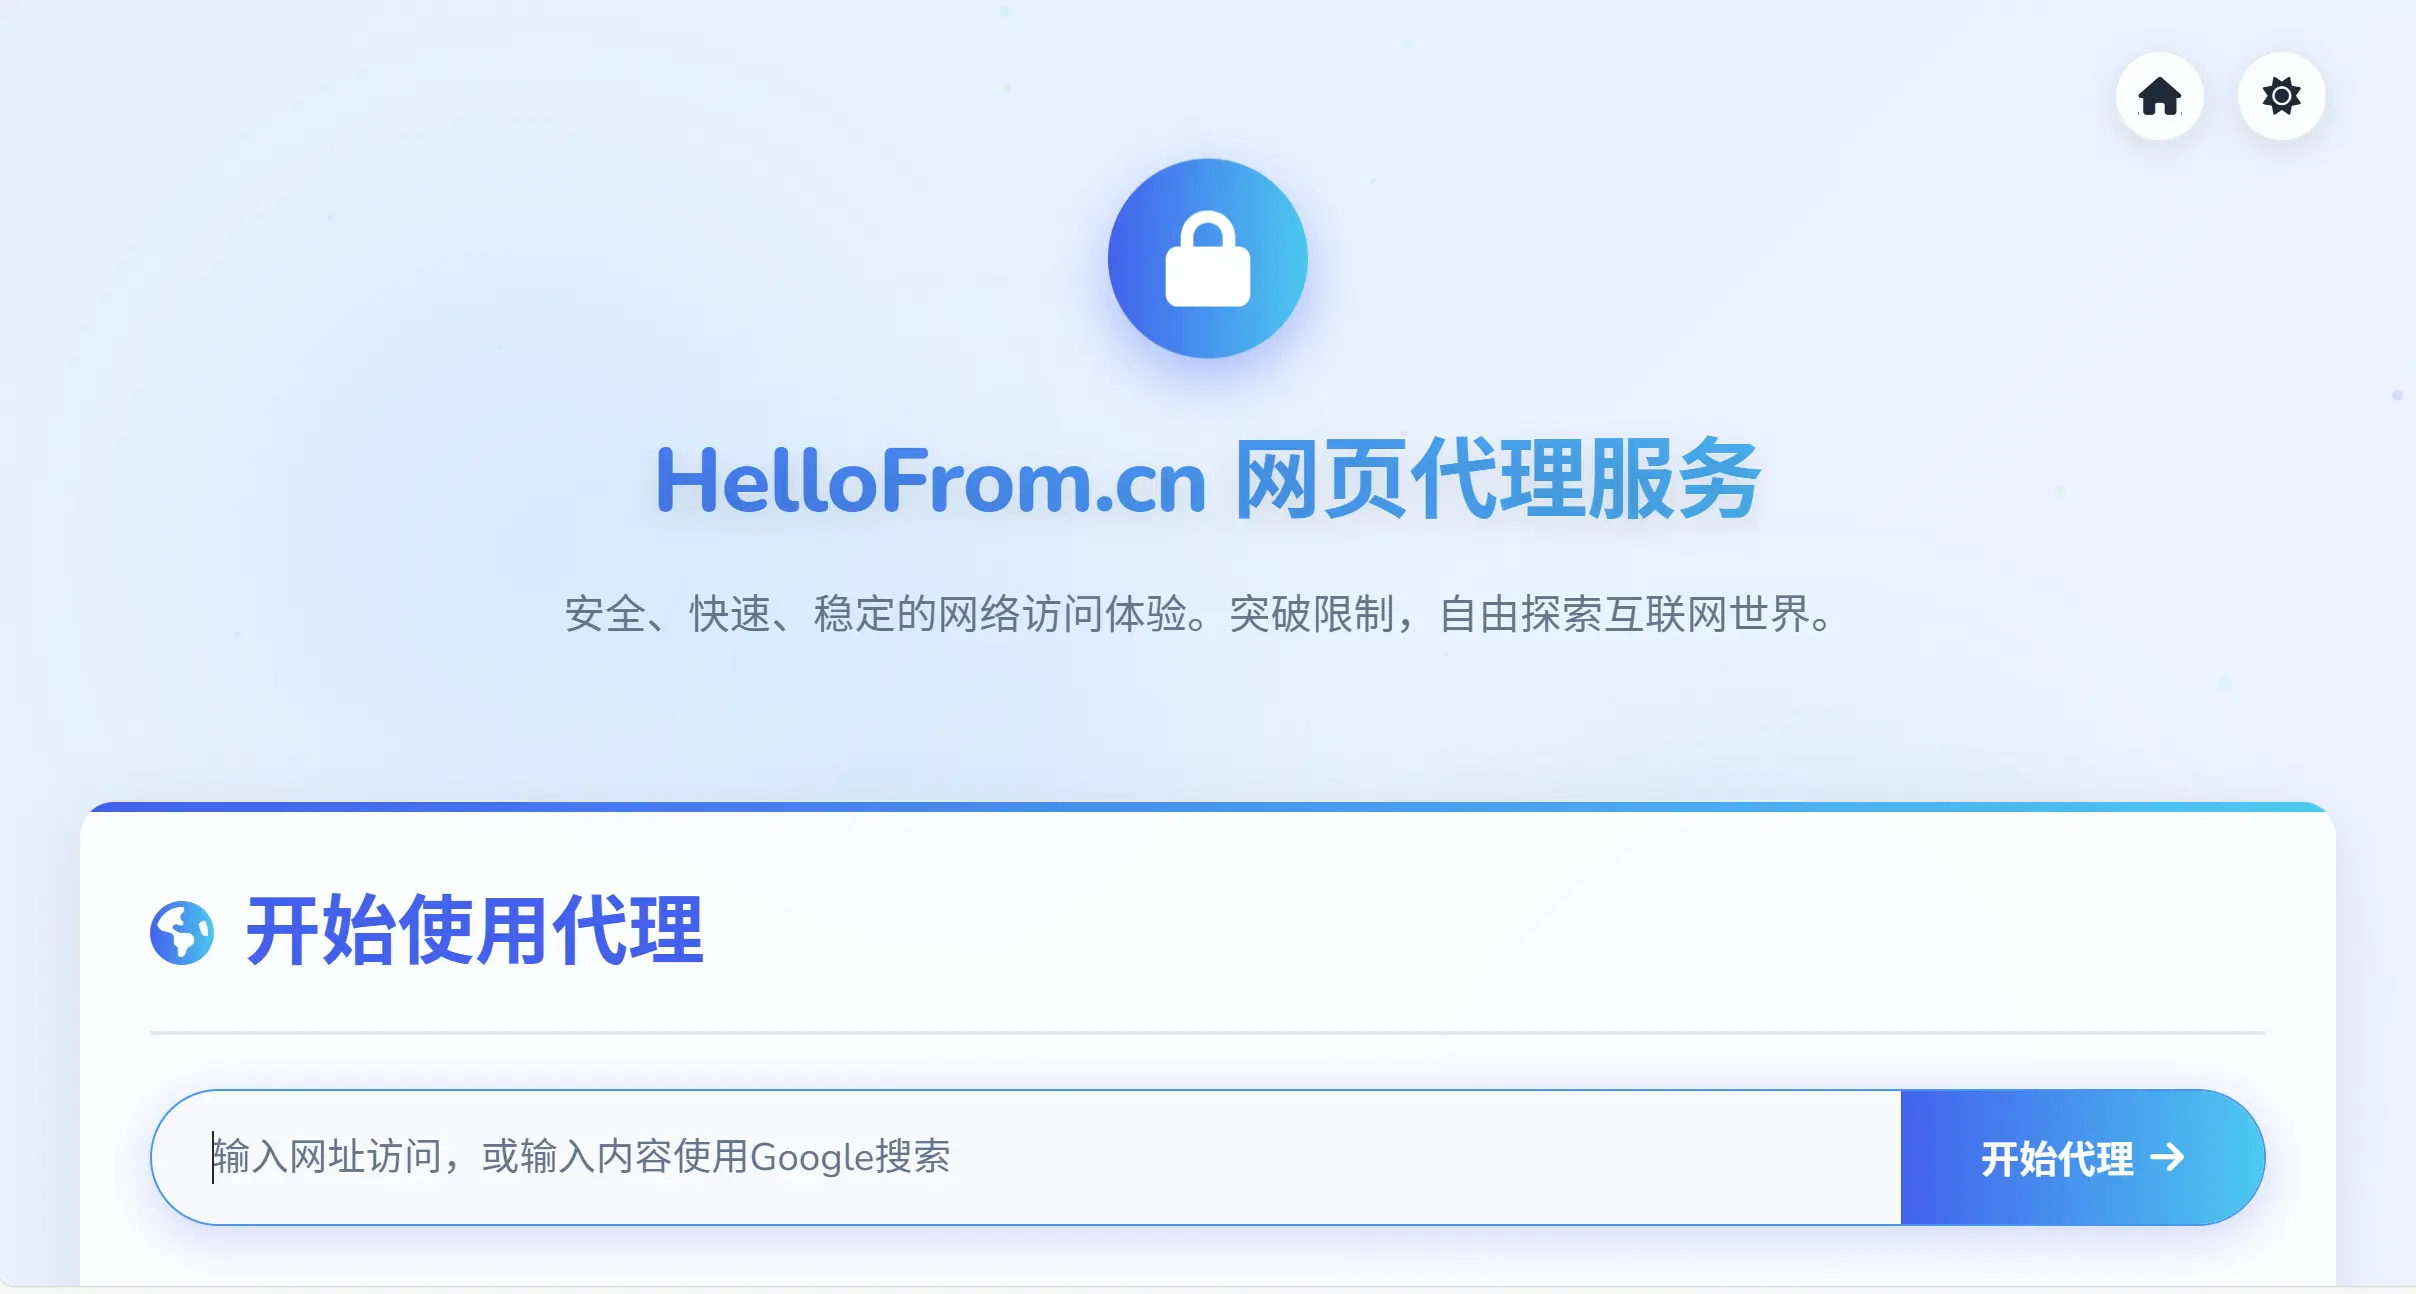 HelloFrom.cn 网页代理服务
安全、快速、稳定的网络访问体验。突破限制，自由探索互联网世界。
开始使用代理
输入网址访问，或输入内容使用Google搜索
开始代理